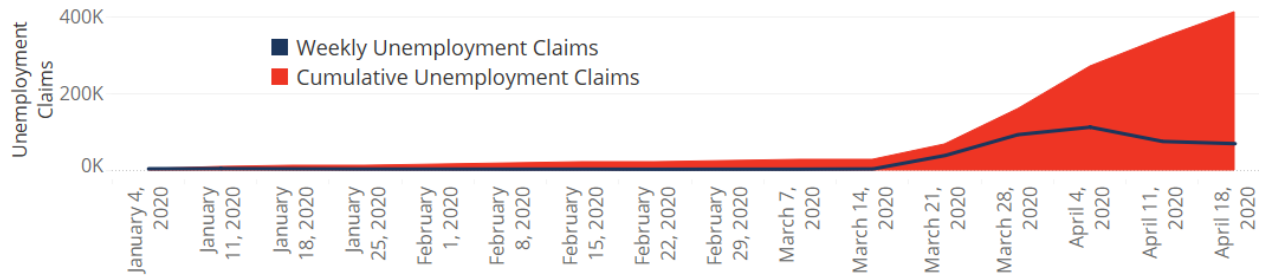 400K
200K
0K
Unemployment
Claims
Weekly Unemployment Claims
Cumulative Unemployment Claims
January 4,
2020
January
11, 2020
January
18, 2020
January
25, 2020
February
1, 2020
February
8, 2020
February
15, 2020
February
22, 2020
February
29, 2020
March 7,
2020
March 14,
2020
March 21,
2020
March 28,
2020
April 4,
2020
April 11,
2020
April 18,
2020